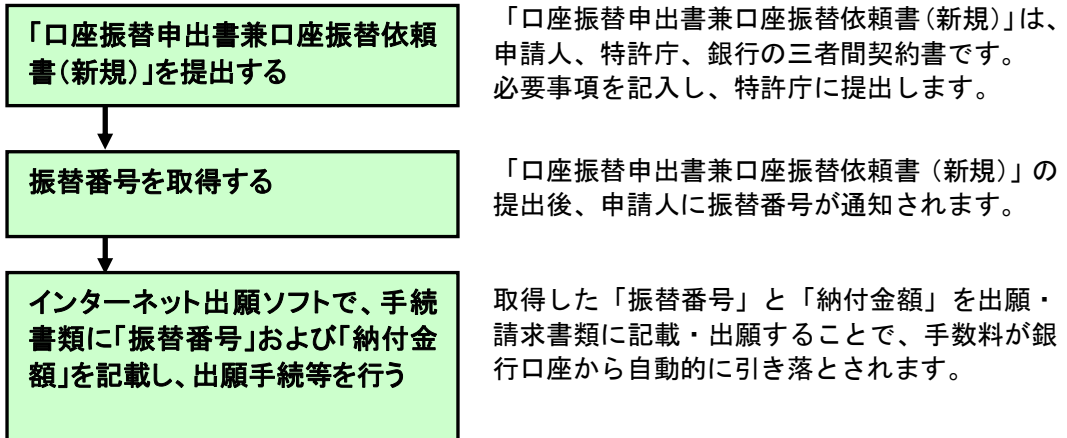 「口座振替申出書兼口座振替依頼
書(新規)」を提出する
「口座振替申出書兼口座振替依頼書(新規)」は、
申請人、特許庁、銀行の三者間契約書です。
必要事項を記入し、特許庁に提出します。
振替番号を取得する
「口座振替申出書兼口座振替依頼書(新規)」の
提出後、申請人に振替番号が通知されます。
インターネット出願ソフトで、手続
書類に「振替番号」および「納付金
額」を記載し、出願手続等を行う
取得した「振替番号」と「納付金額」を出願・
請求書類に記載・出願することで、手数料が銀
行口座から自動的に引き落とされます。